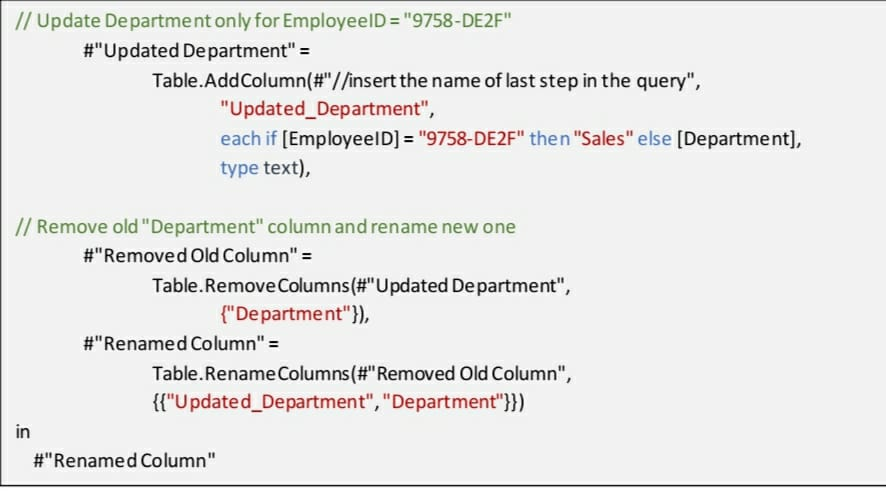 // Update Department only for EmployeeID = "9758-DE2F"
#"Updated Department" =
Table.AddColumn(#"//insert the name of last step in the query",
"Updated_Department",
each if [EmployeeID] = "9758-DE2F" then "Sales" else [Department],
type text),
// Remove old "Department" column and rename new one
#"Removed Old Column" =
Table.RemoveColumns(#"Updated Department",
{"Department"}),
#"Renamed Column" =
Table.RenameColumns(#"Removed Old Column",
{{"Updated_Department", "Department"}})
in
#"Renamed Column"